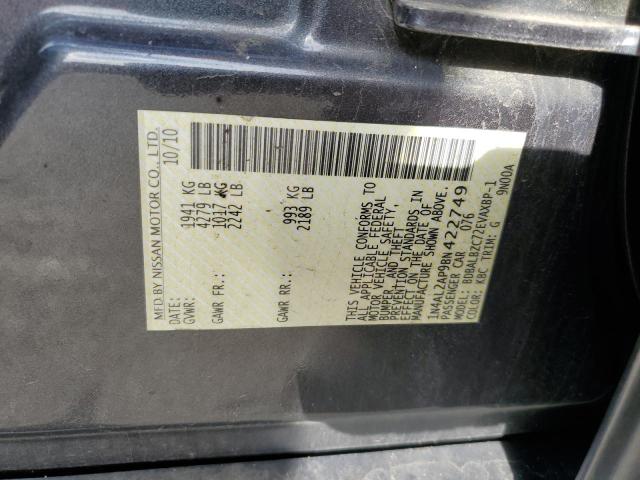 MFD.BY NISSAN MOTOR CO., LTD.
DATE: 10/10
GVWR: 1941 KG
4279 LB
GAWR FR.: 1017 KG
2242 LB
GAWR RR.: 993 KG
2189 LB
THIS VEHICLE CONFORMS TO
ALL APPLICABLE FEDERAL
MOTOR VEHICLE SAFETY,
BUMPER, AND THEFT
PREVENTION STANDARDS IN
EFFECT ON THE DATE OF
MANUFACTURE SHOWN ABOVE.
1N4AL2AP9BN422749
PASSENGER CAR 076
MODEL: BDBALBZC7ZEVAXBP-1
COLOR: KBC TRIM: G 9N00A